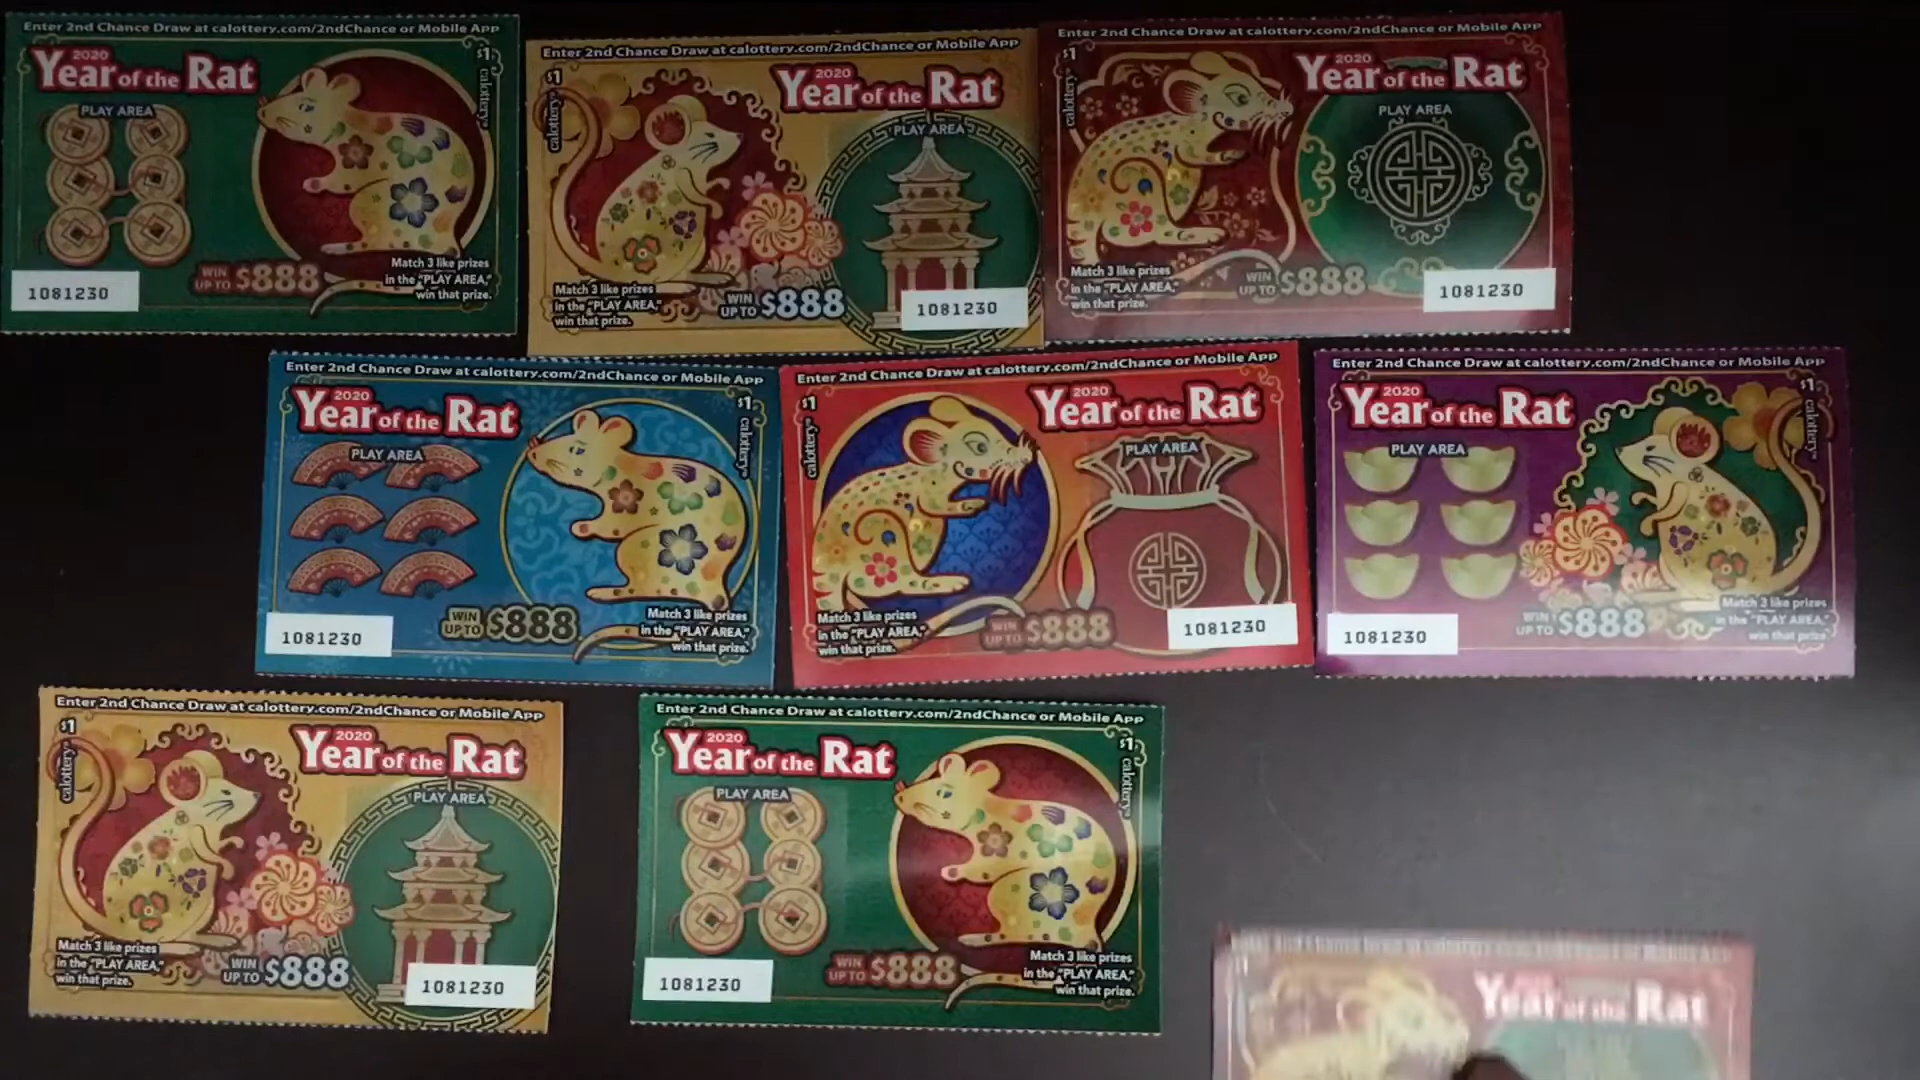 Enter 2nd Chance Draw at calottery.com/2ndChance or Mobile App
2020
Year of the Rat
$1
calottery
PLAY AREA
WIN
UP TO $888
Match 3 like prizes
in the "PLAY AREA,"
win that prize.
1081230
Enter 2nd Chance Draw at calottery.com/2ndChance or Mobile App
$1
calottery
2020
Year of the Rat
PLAY AREA
Match 3 like prizes
in the "PLAY AREA,"
win that prize.
WIN
UP TO $888
1081230
Enter 2nd Chance Draw at calottery.com/2ndChance or Mobile App
$1
calottery
2020
Year of the Rat
PLAY AREA
Match 3 like prizes
in the "PLAY AREA,"
win that prize.
WIN
UP TO $888
1081230
Enter 2nd Chance Draw at calottery.com/2ndChance or Mobile App
2020
Year of the Rat
$1
calottery
PLAY AREA
WIN
UP TO $888
Match 3 like prizes
in the "PLAY AREA,"
win that prize.
1081230
Enter 2nd Chance Draw at calottery.com/2ndChance or Mobile App
$1
calottery
2020
Year of the Rat
PLAY AREA
Match 3 like prizes
in the "PLAY AREA,"
win that prize.
WIN
UP TO $888
1081230
Enter 2nd Chance Draw at calottery.com/2ndChance or Mobile App
2020
Year of the Rat
$1
calottery
PLAY AREA
WIN
UP TO $888
Match 3 like prizes
in the "PLAY AREA,"
win that prize.
1081230
Enter 2nd Chance Draw at calottery.com/2ndChance or Mobile App
$1
calottery
2020
Year of the Rat
PLAY AREA
Match 3 like prizes
in the "PLAY AREA,"
win that prize.
WIN
UP TO $888
1081230
Enter 2nd Chance Draw at calottery.com/2ndChance or Mobile App
2020
Year of the Rat
$1
calottery
PLAY AREA
WIN
UP TO $888
Match 3 like prizes
in the "PLAY AREA,"
win that prize.
1081230
Year of the Rat